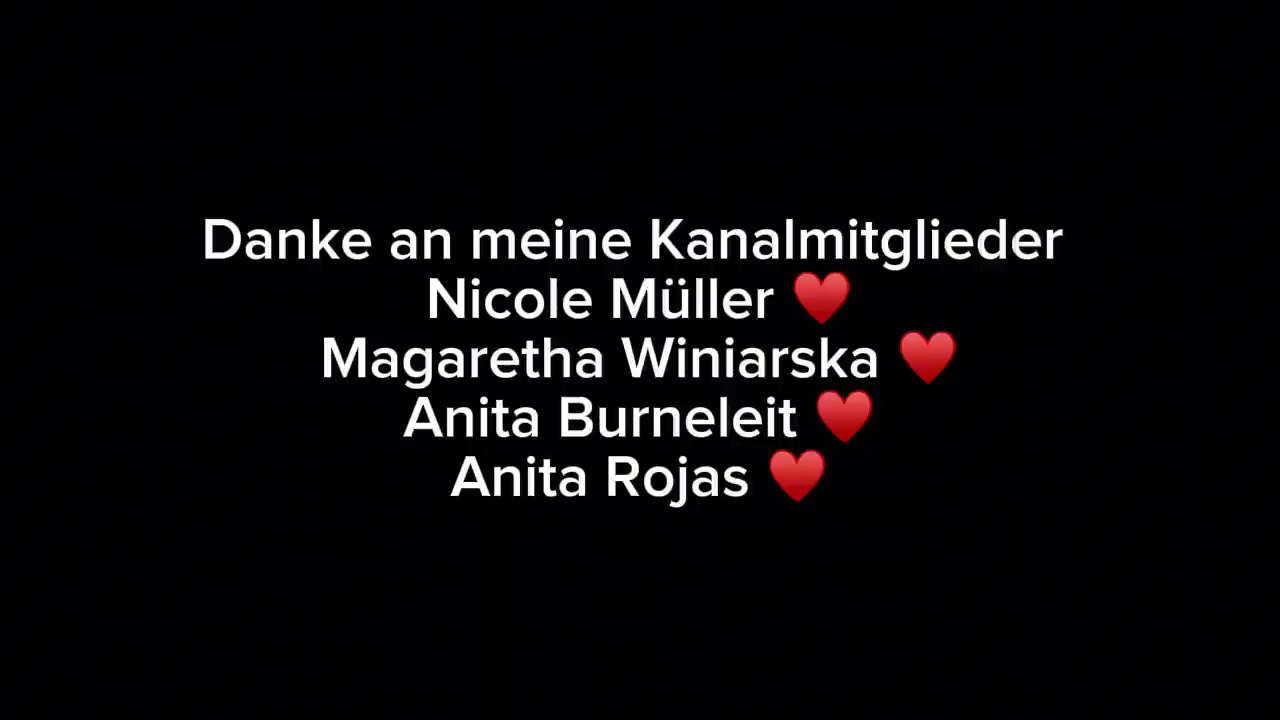 Danke an meine Kanalmitglieder
Nicole Müller ♥️
Magaretha Winiarska ♥️
Anita Burneleit ♥️
Anita Rojas ♥️